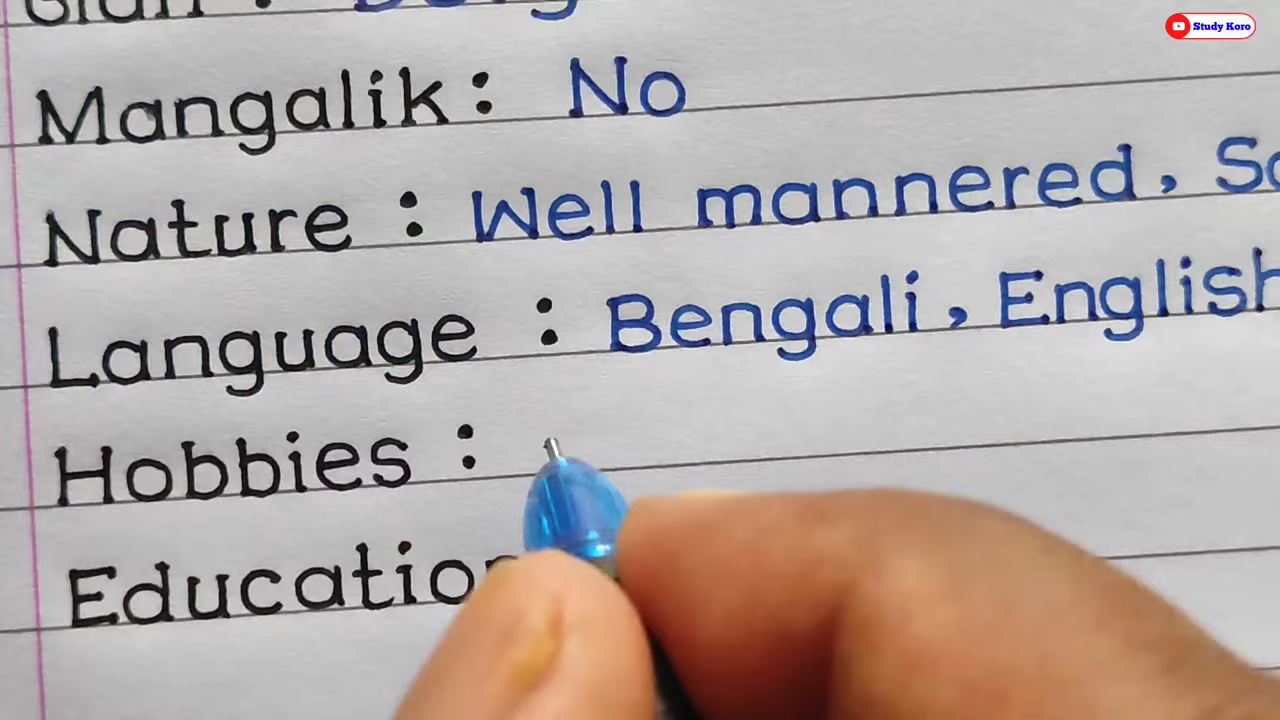 Study Koro
Mangalik : No
Nature : Well mannered,
Language : Bengali, English
Hobbies :